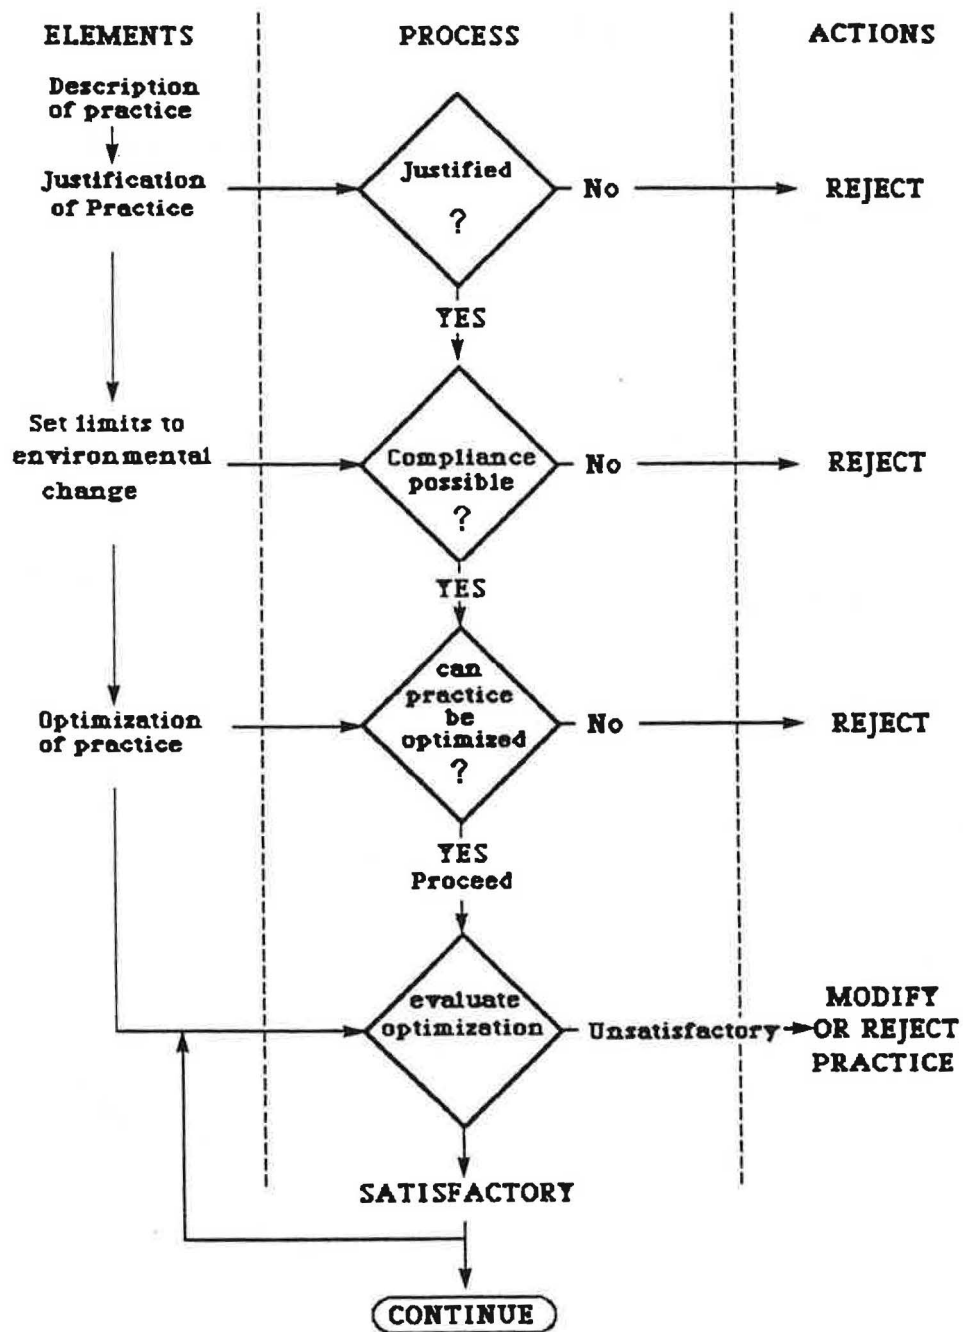 ELEMENTS
PROCESS
ACTIONS
Description
of practice
Justification
of Practice
Justified
?
No
REJECT
YES
Set limits to
environmental
change
Compliance
possible
?
No
REJECT
YES
Optimization
of practice
can
practice
be
optimized
?
No
REJECT
YES
Proceed
evaluate
optimization
Unsatisfactory
MODIFY
OR REJECT
PRACTICE
SATISFACTORY
CONTINUE